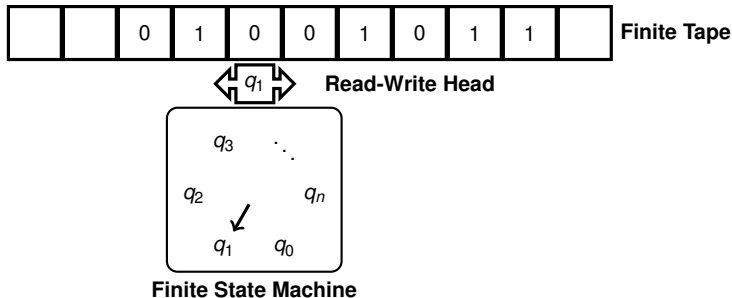 0 1 0 0 1 0 1 1 Finite Tape
q1 Read-Write Head
q3 ⋱
q2 qn
q1 q0
Finite State Machine